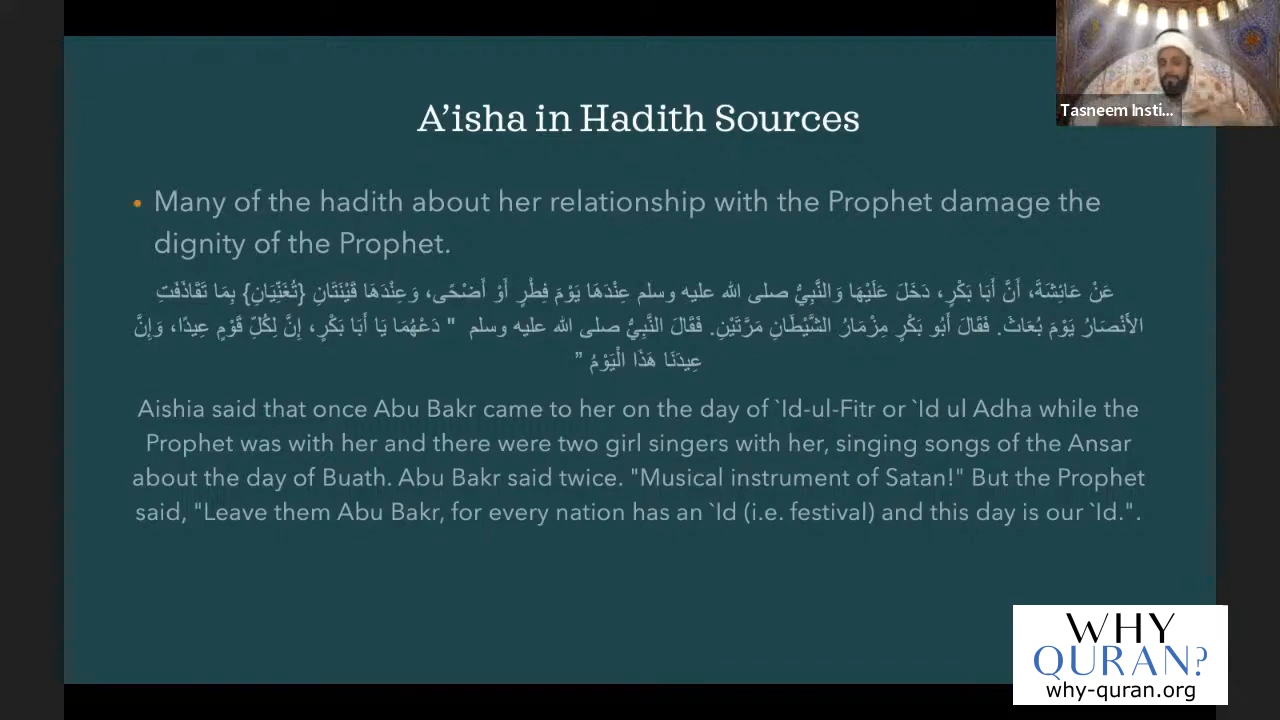 Tasneem Insti...
A'isha in Hadith Sources
• Many of the hadith about her relationship with the Prophet damage the
dignity of the Prophet.
عَنْ عَائِشَةَ، أَنَّ أَبَا بَكْرٍ، دَخَلَ عَلَيْهَا وَالنَّبِيُّ صلى الله عليه وسلم عِنْدَهَا يَوْمَ فِطْرٍ أَوْ أَضْحًى، وَعِنْدَهَا قَيْنَتَانِ {تُغَنِّيَانِ} بِمَا تَقَاذَفَتِ
الأَنْصَارُ يَوْمَ بُعَاثَ. فَقَالَ أَبُو بَكْرٍ مِزْمَارُ الشَّيْطَانِ مَرَّتَيْنِ. فَقَالَ النَّبِيُّ صلى الله عليه وسلم " دَعْهُمَا يَا أَبَا بَكْرٍ، إِنَّ لِكُلِّ قَوْمٍ عِيدًا، وَإِنَّ
عِيدَنَا هَذَا الْيَوْمُ "
Aishia said that once Abu Bakr came to her on the day of `Id-ul-Fitr or `Id ul Adha while the
Prophet was with her and there were two girl singers with her, singing songs of the Ansar
about the day of Buath. Abu Bakr said twice. "Musical instrument of Satan!" But the Prophet
said, "Leave them Abu Bakr, for every nation has an `Id (i.e. festival) and this day is our `Id.".
WHY
QURAN?
why-quran.org